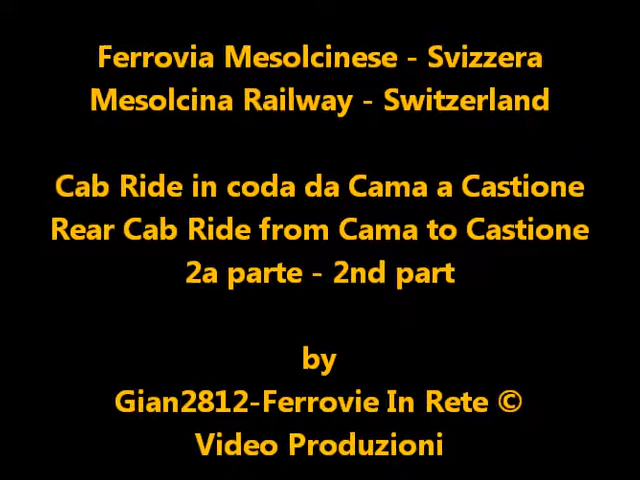 Ferrovia Mesolcinese - Svizzera
Mesolcina Railway - Switzerland
Cab Ride in coda da Cama a Castione
Rear Cab Ride from Cama to Castione
2a parte - 2nd part
by
Gian2812-Ferrovie In Rete ©
Video Produzioni